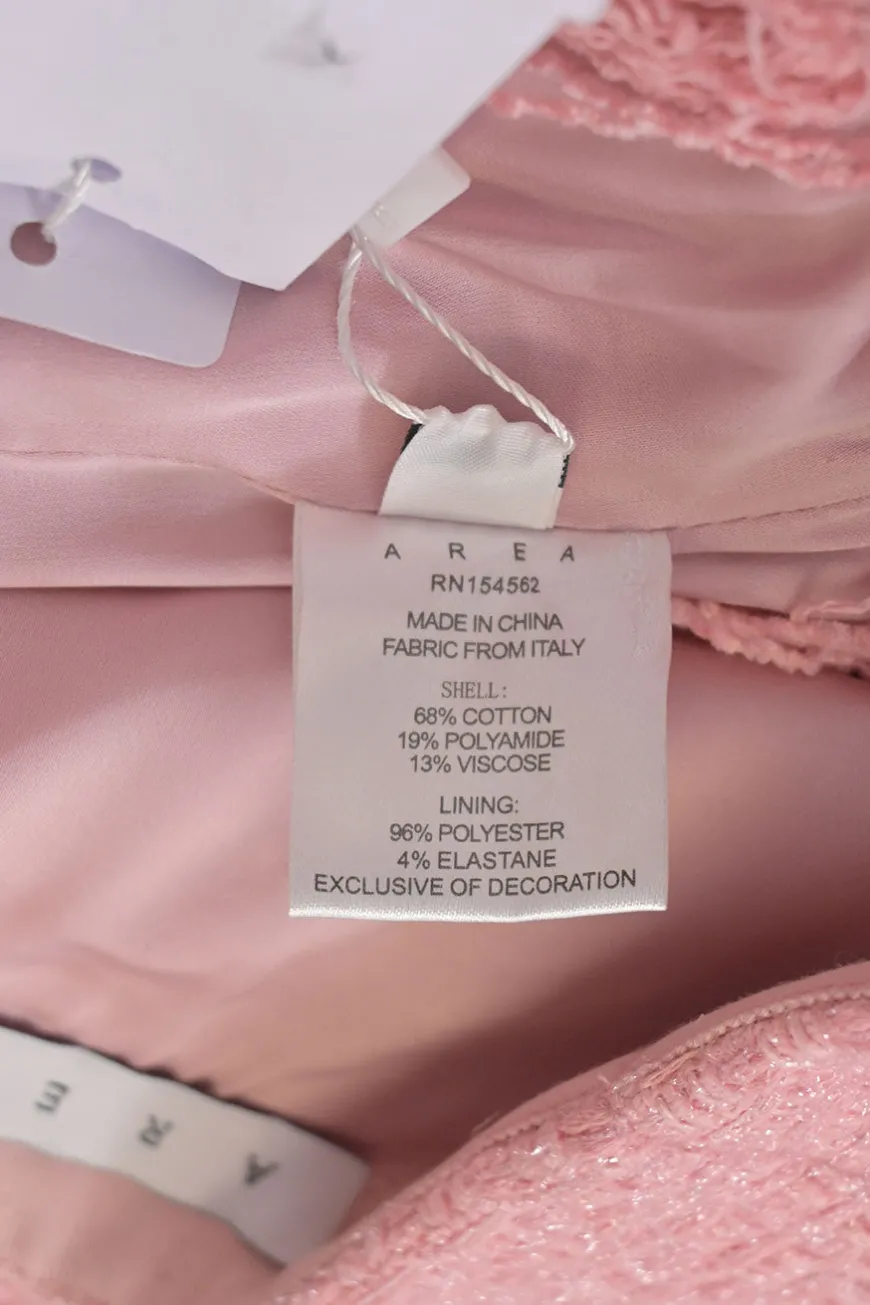 A R E A
RN154562
MADE IN CHINA
FABRIC FROM ITALY
SHELL:
68% COTTON
19% POLYAMIDE
13% VISCOSE
LINING:
96% POLYESTER
4% ELASTANE
EXCLUSIVE OF DECORATION
A R E